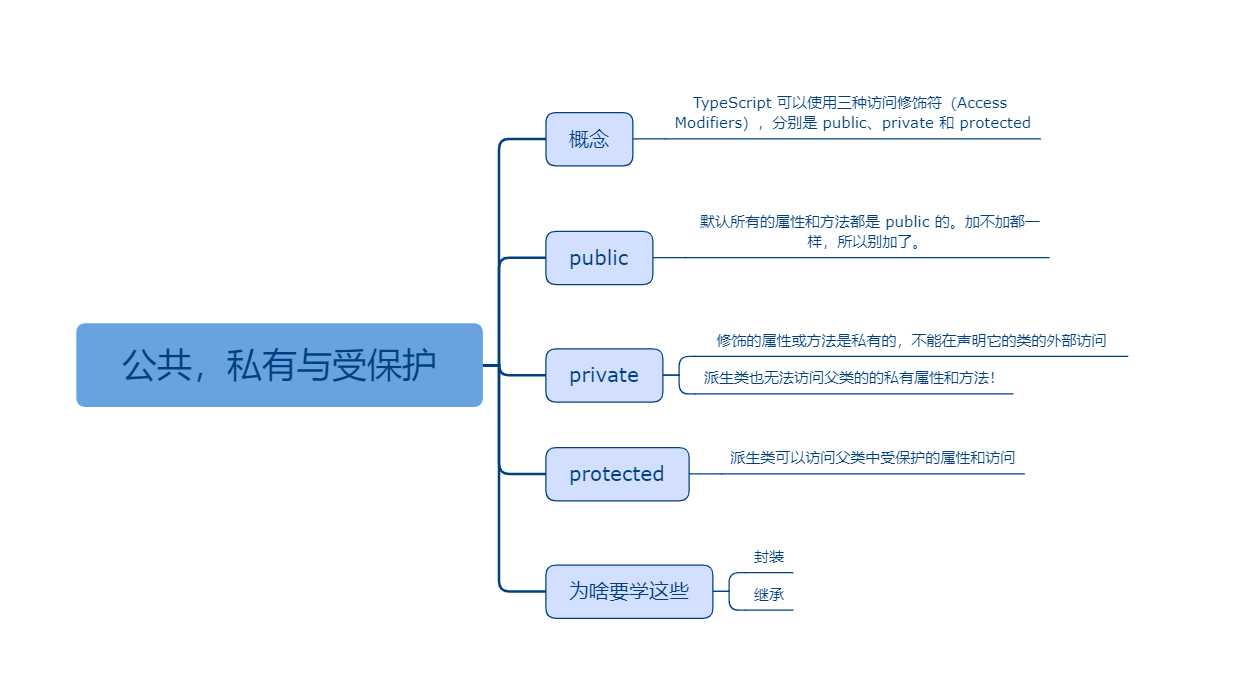 公共，私有与受保护
概念
TypeScript 可以使用三种访问修饰符（Access
Modifiers），分别是 public、private 和 protected
public
默认所有的属性和方法都是 public 的。加不加都一
样，所以别加了。
private
修饰的属性或方法是私有的，不能在声明它的类的外部访问
派生类也无法访问父类的的私有属性和方法！
protected
派生类可以访问父类中受保护的属性和访问
为啥要学这些
封装
继承